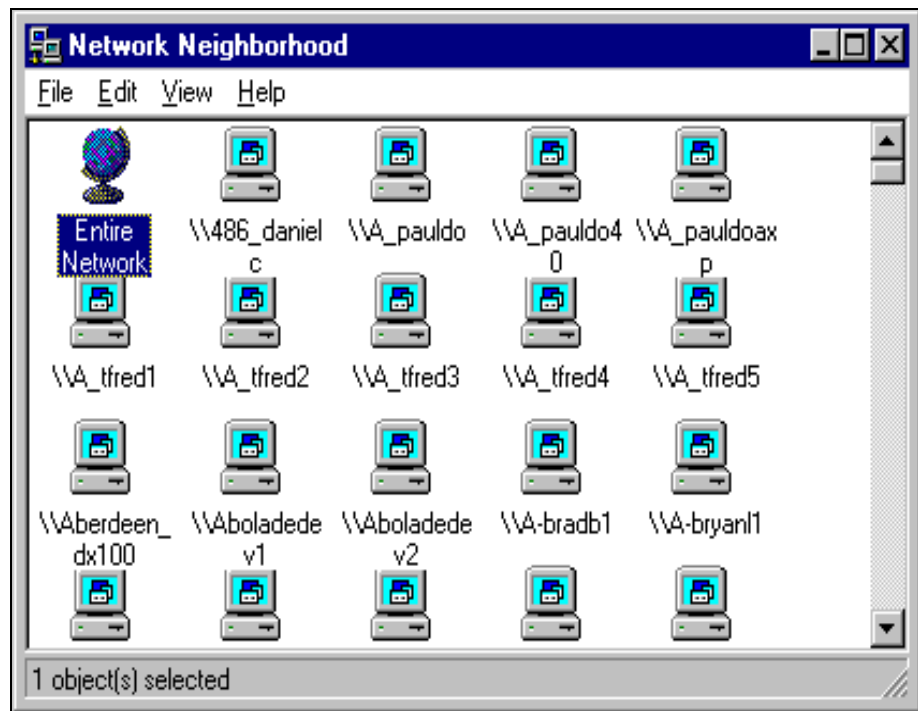 Network Neighborhood
File Edit View Help
Entire \\486_daniel \\A_pauldo \\A_pauldo4 \\A_pauldoax
Network c 0 p
\\A_tfred1 \\A_tfred2 \\A_tfred3 \\A_tfred4 \\A_tfred5
\\Aberdeen_ \\Aboladede \\Aboladede \\A-bradb1 \\A-bryanl1
dx100 v1 v2
1 object(s) selected